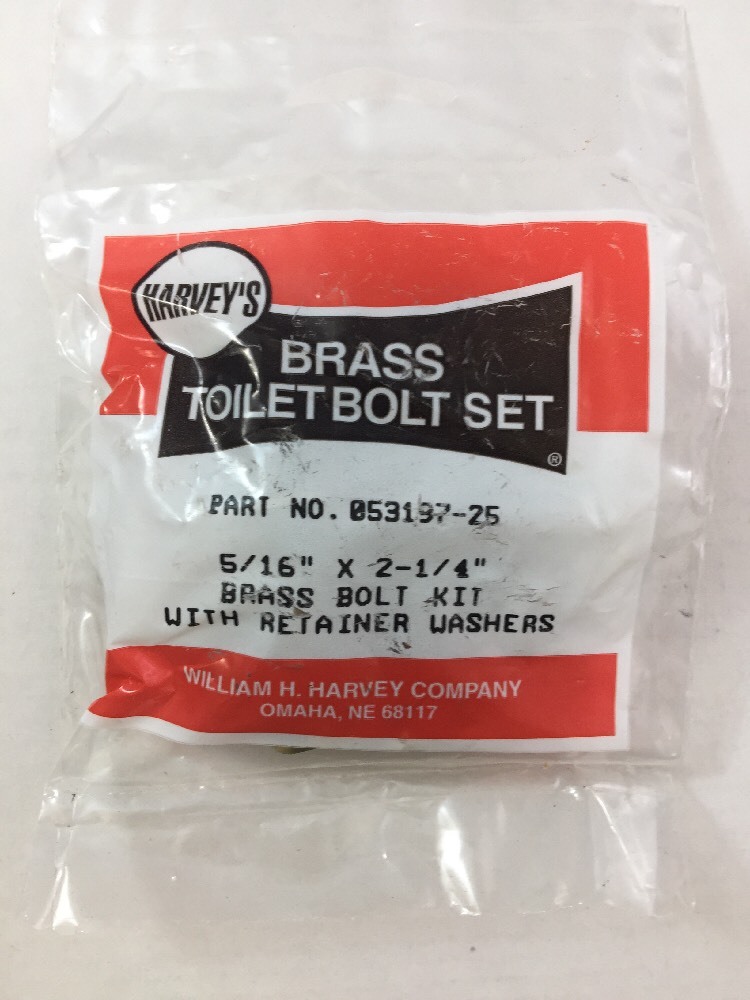 HARVEY'S
BRASS
TOILET BOLT SET
®
PART NO. 053197-25
5/16" X 2-1/4"
BRASS BOLT KIT
WITH RETAINER WASHERS
WILLIAM H. HARVEY COMPANY
OMAHA, NE 68117